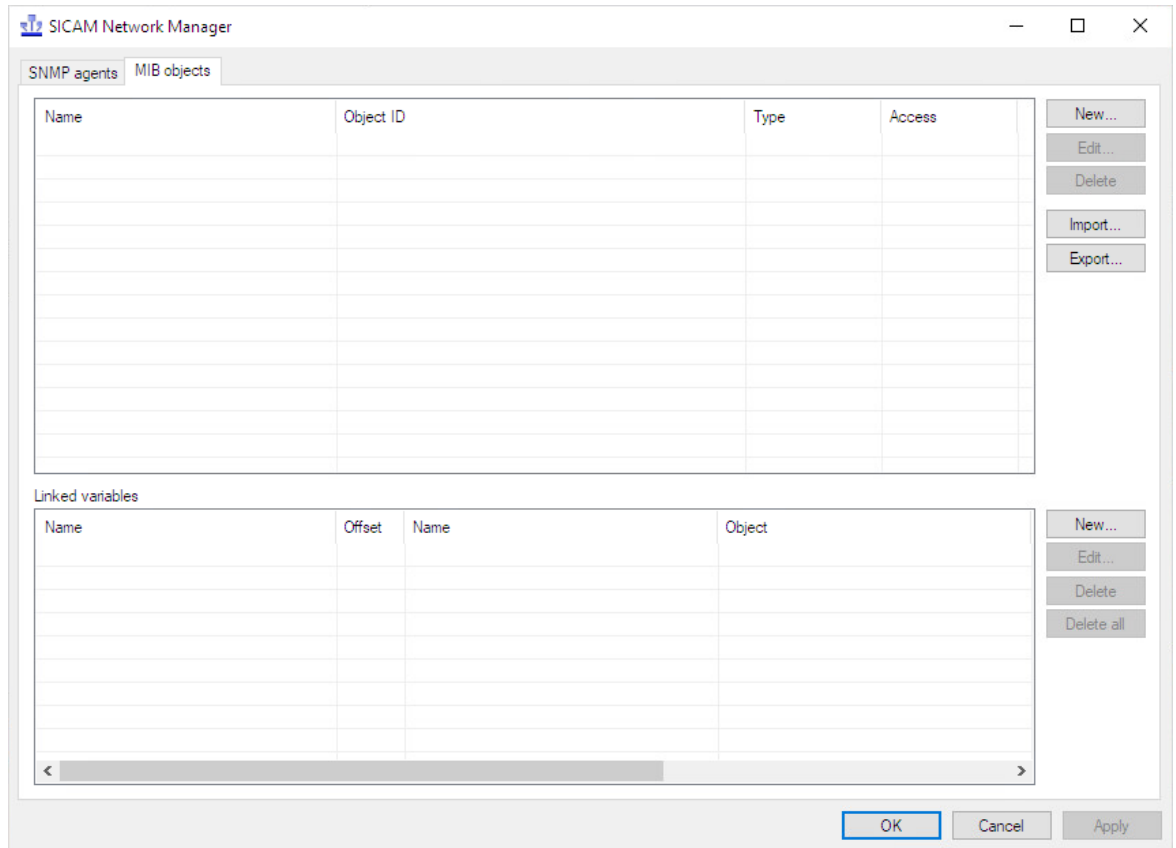 SICAM Network Manager
SNMP agents MIB objects
Name Object ID Type Access
New...
Edit...
Delete
Import...
Export...
Linked variables
Name Offset Name Object
New...
Edit...
Delete
Delete all
OK Cancel Apply